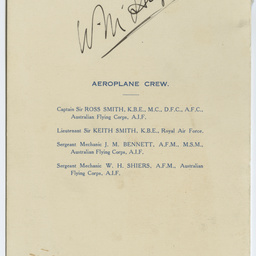 AEROPLANE CREW.
Captain Sir ROSS SMITH, K.B.E., M.C., D.F.C., A.F.C.,
Australian Flying Corps, A.I.F.
Lieutenant Sir KEITH SMITH, K.B.E., Royal Air Force.
Sergeant Mechanic J. M. BENNETT, A.F.M., M.S.M.,
Australian Flying Corps, A.I.F.
Sergeant Mechanic W. H. SHIERS, A.F.M., Australian
Flying Corps, A.I.F.